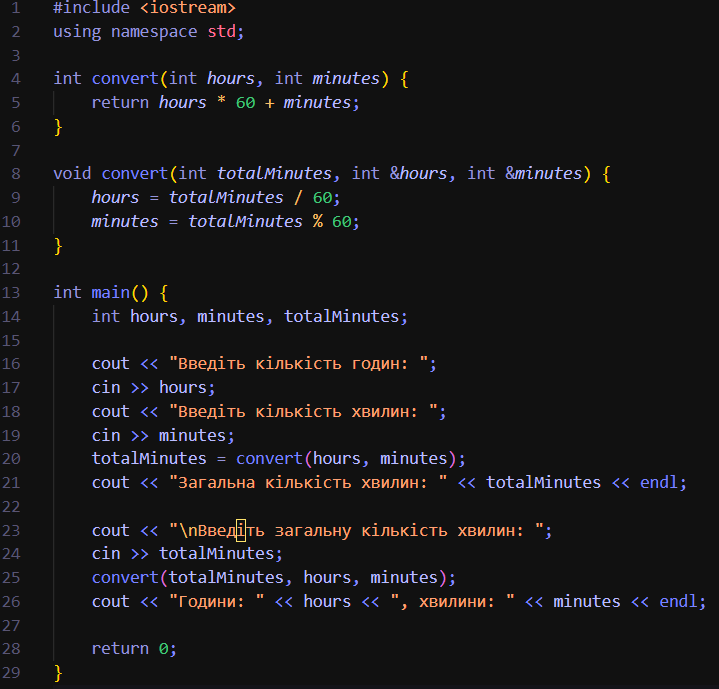 1 #include <iostream>
2 using namespace std;
3
4 int convert(int hours, int minutes) {
5     return hours * 60 + minutes;
6 }
7
8 void convert(int totalMinutes, int &hours, int &minutes) {
9     hours = totalMinutes / 60;
10     minutes = totalMinutes % 60;
11 }
12
13 int main() {
14     int hours, minutes, totalMinutes;
15
16     cout << "Введіть кількість годин: ";
17     cin >> hours;
18     cout << "Введіть кількість хвилин: ";
19     cin >> minutes;
20     totalMinutes = convert(hours, minutes);
21     cout << "Загальна кількість хвилин: " << totalMinutes << endl;
22
23     cout << "\nВведіть загальну кількість хвилин: ";
24     cin >> totalMinutes;
25     convert(totalMinutes, hours, minutes);
26     cout << "Години: " << hours << ", хвилини: " << minutes << endl;
27
28     return 0;
29 }